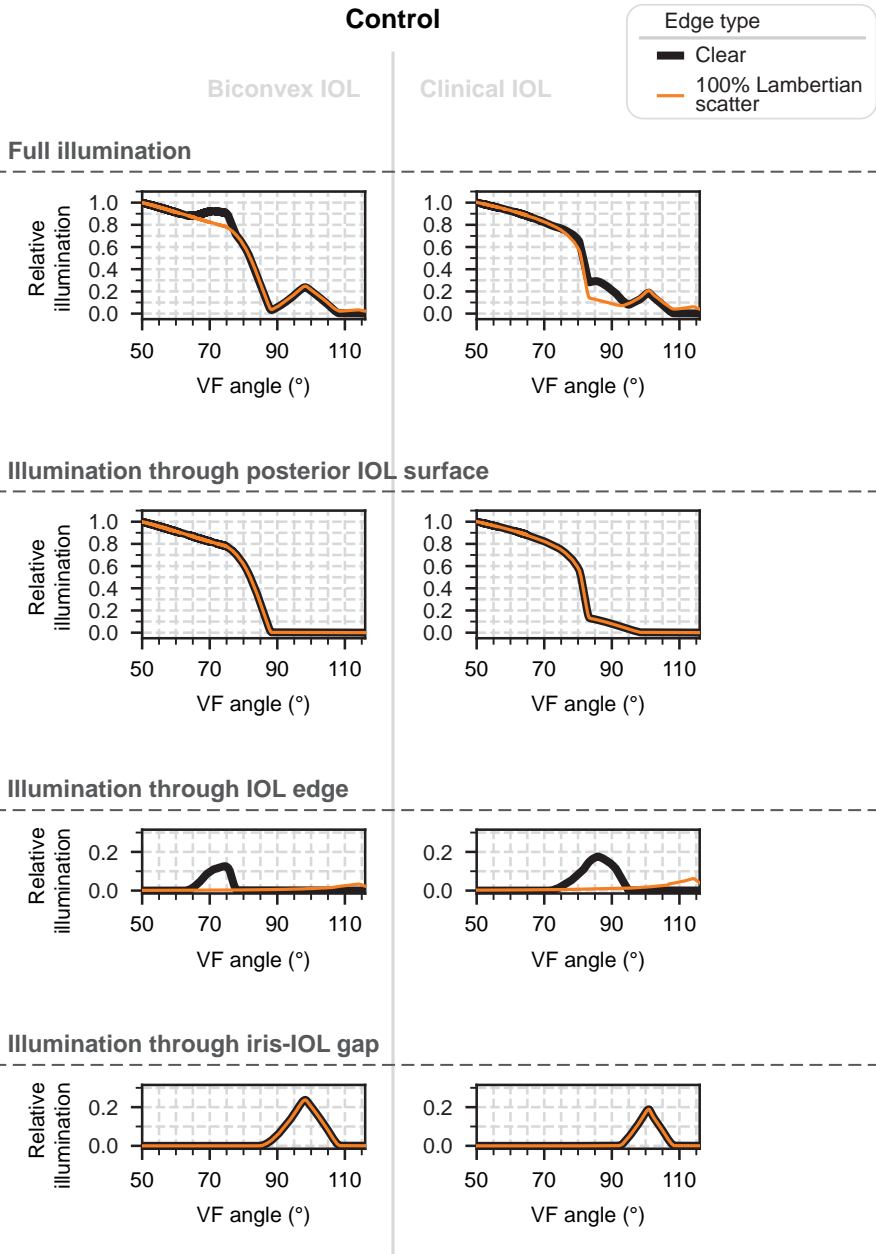 Control
Edge type
Clear
100% Lambertian
scatter
Biconvex IOL
Clinical IOL
Full illumination
Relative
illumination
1.0
0.8
0.6
0.4
0.2
0.0
50 70 90 110
VF angle (°)
1.0
0.8
0.6
0.4
0.2
0.0
50 70 90 110
VF angle (°)
Illumination through posterior IOL surface
Relative
illumination
1.0
0.8
0.6
0.4
0.2
0.0
50 70 90 110
VF angle (°)
1.0
0.8
0.6
0.4
0.2
0.0
50 70 90 110
VF angle (°)
Illumination through IOL edge
Relative
illumination
0.2
0.0
50 70 90 110
VF angle (°)
0.2
0.0
50 70 90 110
VF angle (°)
Illumination through iris-IOL gap
Relative
illumination
0.2
0.0
50 70 90 110
VF angle (°)
0.2
0.0
50 70 90 110
VF angle (°)